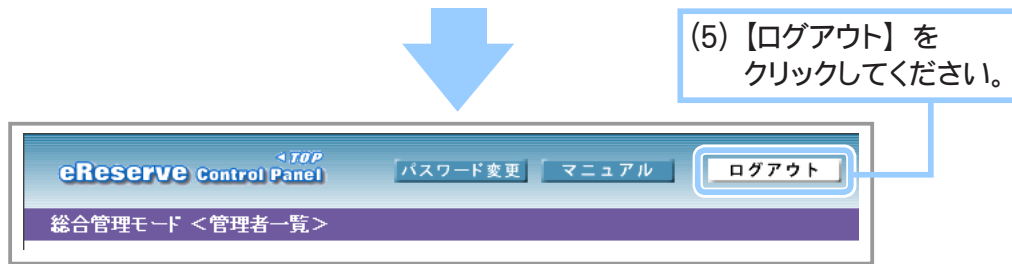 (5) 【ログアウト】 を
クリックしてください。
◂TOP
eReserve Control Panel
パスワード変更
マニュアル
ログアウト
総合管理モード <管理者一覧>